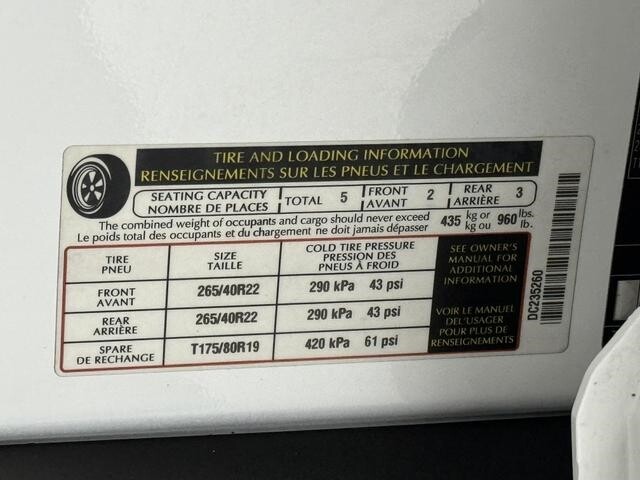 TIRE AND LOADING INFORMATION
RENSEIGNEMENTS SUR LES PNEUS ET LE CHARGEMENT
SEATING CAPACITY
NOMBRE DE PLACES
TOTAL 5
FRONT
AVANT
2
REAR
ARRIÈRE
3
The combined weight of occupants and cargo should never exceed
Le poids total des occupants et du chargement ne doit jamais dépasser
435 kg or
kg ou
960 lbs.
lb.
TIRE
PNEU
SIZE
TAILLE
COLD TIRE PRESSURE
PRESSION DES
PNEUS À FROID
SEE OWNER'S
MANUAL FOR
ADDITIONAL
INFORMATION
FRONT
AVANT
265/40R22
290 kPa 43 psi
REAR
ARRIÈRE
265/40R22
290 kPa 43 psi
VOIR LE MANUEL
DEL'USAGER
POUR PLUS DE
RENSEIGNEMENTS
SPARE
DE RECHANGE
T175/80R19
420 kPa 61 psi
DC235260